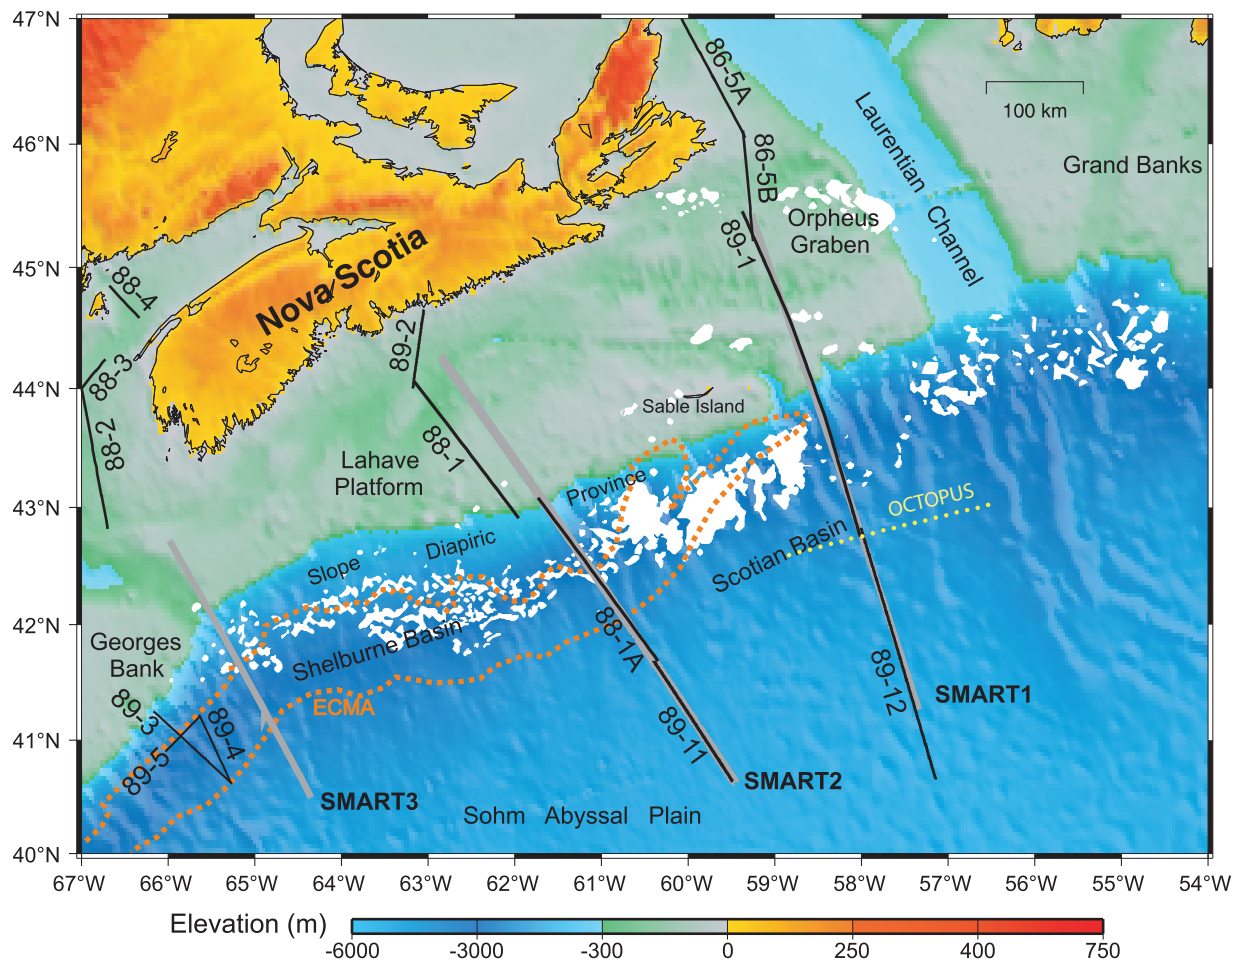 47°N
46°N
45°N
44°N
43°N
42°N
41°N
40°N
67°W
66°W
65°W
64°W
63°W
62°W
61°W
60°W
59°W
58°W
57°W
56°W
55°W
54°W
86-5A
Laurentian
Channel
100 km
Grand Banks
86-5B
Orpheus
Graben
89-1
Nova Scotia
88-4
88-3
88-2
89-2
88-1
Sable Island
Lahave
Platform
Slope
Diapiric
Province
OCTOPUS
Scotian Basin
Shelburne Basin
Georges
Bank
ECMA
88-1A
89-11
89-12
89-3
89-4
89-5
SMART1
SMART2
SMART3
Sohm Abyssal Plain
Elevation (m)
-6000
-3000
-300
0
250
400
750